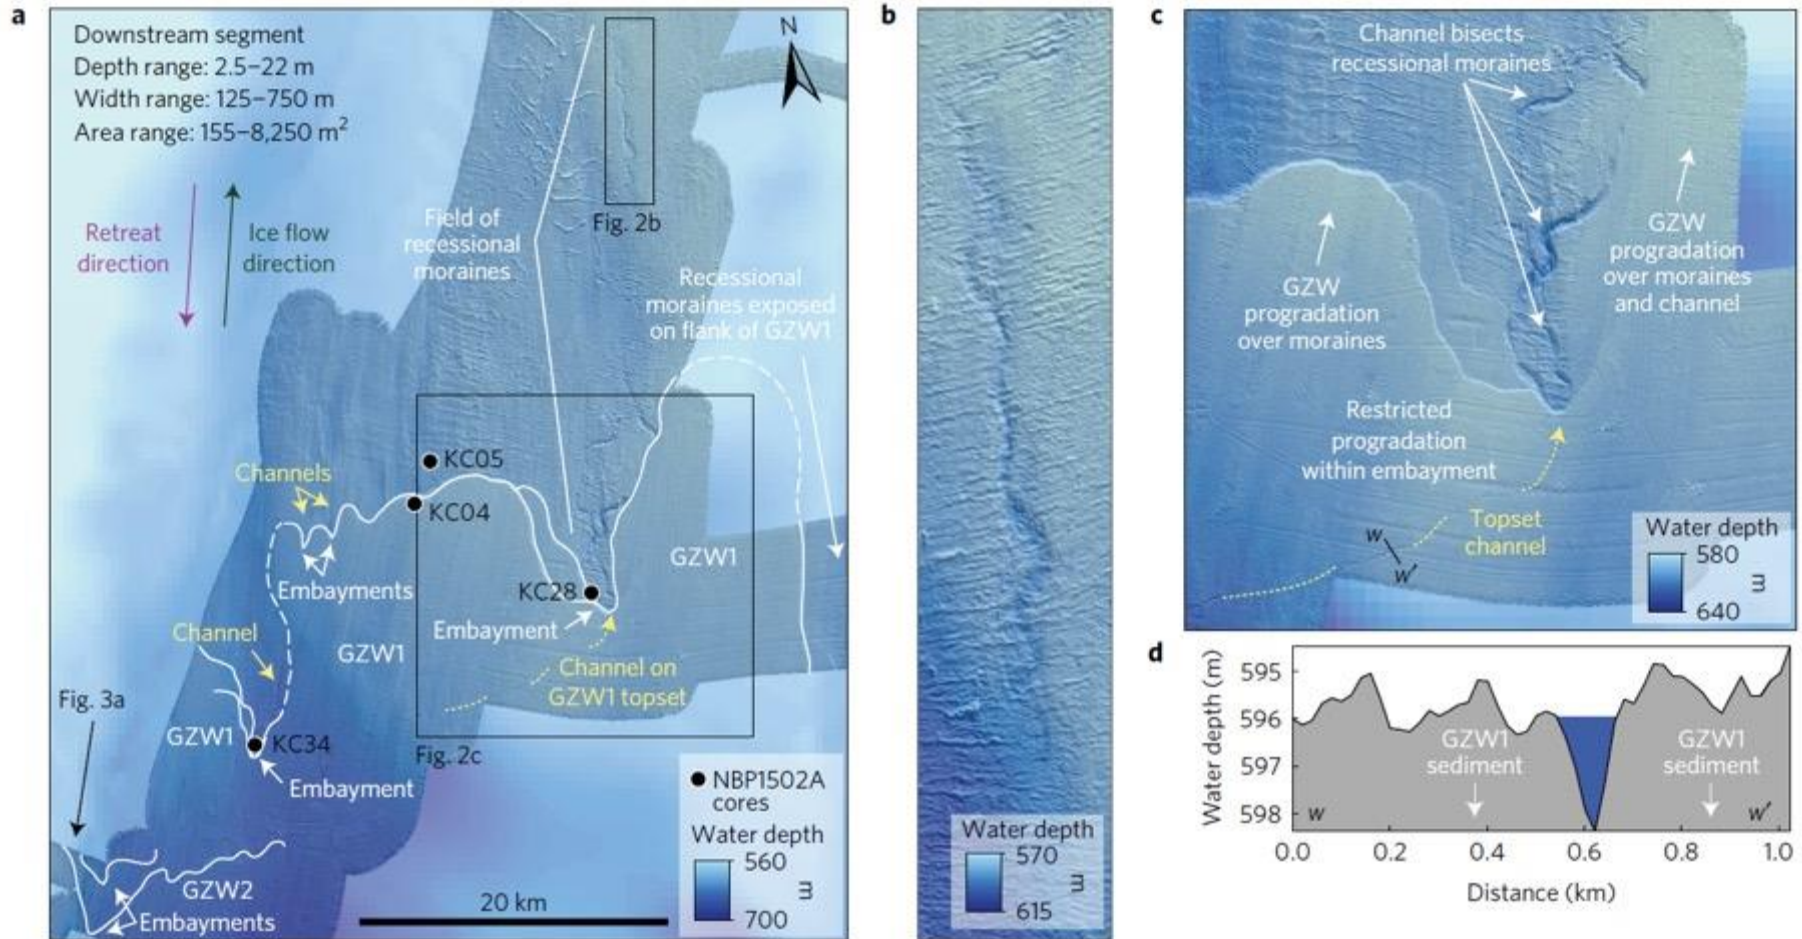 a
Downstream segment
Depth range: 2.5–22 m
Width range: 125–750 m
Area range: 155–8,250 m²
N
Retreat
direction
Ice flow
direction
Field of
recessional
moraines
Fig. 2b
Recessional
moraines exposed
on flank of GZW1
Channels
KC05
KC04
Embayments
GZW1
KC28
Embayment
Channel
GZW1
Channel on
GZW1 topset
Fig. 3a
GZW1
KC34
Fig. 2c
Embayment
NBP1502A
cores
Water depth
560
m
700
GZW2
Embayments
20 km
b
Water depth
570
m
615
c
Channel bisects
recessional moraines
GZW
progradation
over moraines
and channel
GZW
progradation
over moraines
Restricted
progradation
within embayment
Topset
channel
w
w′
Water depth
580
m
640
d
Water depth (m)
595
596
597
598
GZW1
sediment
GZW1
sediment
w
w′
0.0 0.2 0.4 0.6 0.8 1.0
Distance (km)